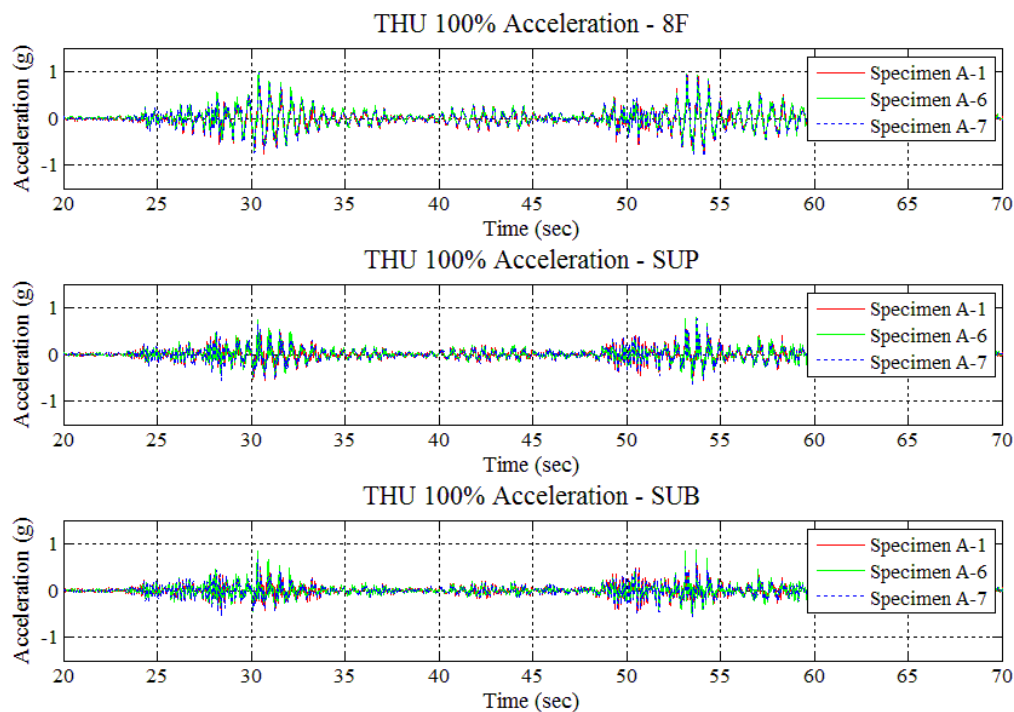 THU 100% Acceleration - 8F
Acceleration (g)
1
0
-1
Specimen A-1
Specimen A-6
Specimen A-7
20 25 30 35 40 45 50 55 60 65 70
Time (sec)
THU 100% Acceleration - SUP
Acceleration (g)
1
0
-1
Specimen A-1
Specimen A-6
Specimen A-7
20 25 30 35 40 45 50 55 60 65 70
Time (sec)
THU 100% Acceleration - SUB
Acceleration (g)
1
0
-1
Specimen A-1
Specimen A-6
Specimen A-7
20 25 30 35 40 45 50 55 60 65 70
Time (sec)